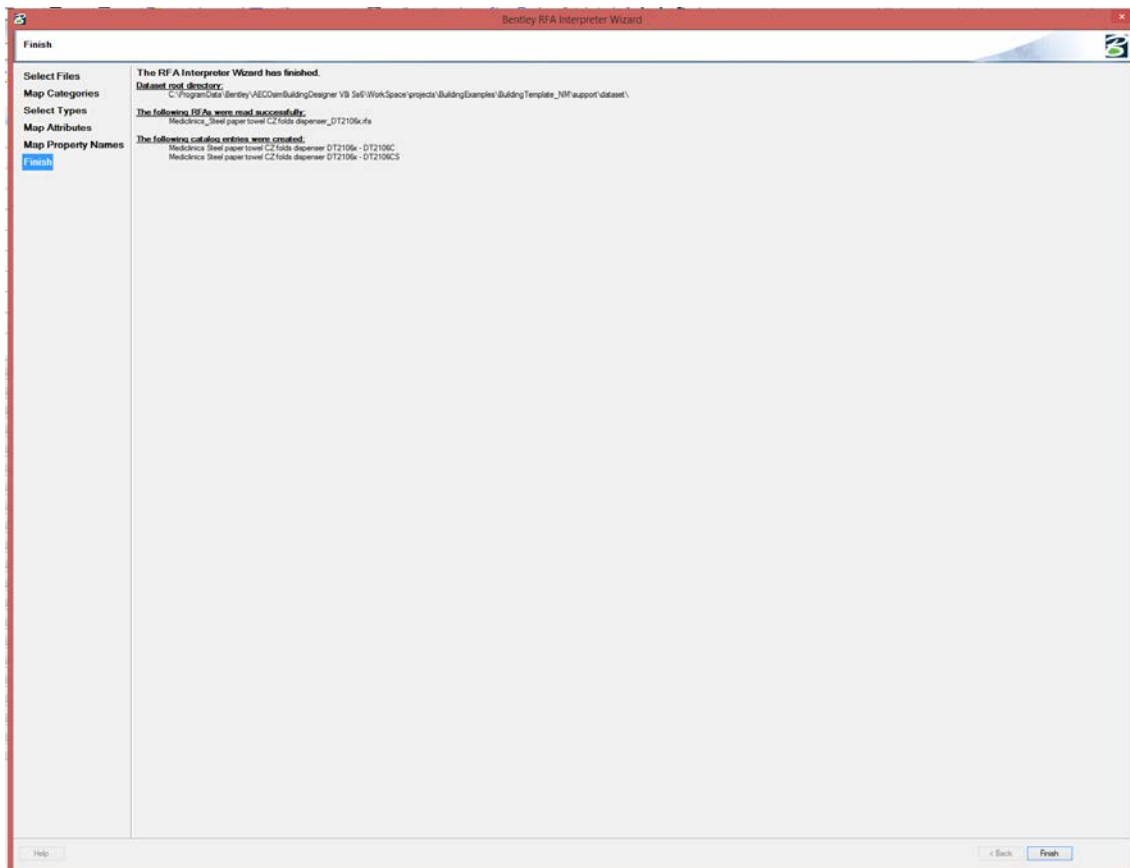 Bentley RFA Interpreter Wizard
Finish
Select Files
Map Categories
Select Types
Map Attributes
Map Property Names
Finish
The RFA Interpreter Wizard has finished.
Dataset root directory:
C:\ProgramData\Bentley\AECOsimBuildingDesigner V8i Ss6\WorkSpace\projects\BuildingExamples\BuildingTemplate_NM\support\dataset\
The following RFAs were read successfully:
Mediclinics_Steel paper towel CZ folds dispenser_DT2106x.rfa
The following catalog entries were created:
Mediclinics Steel paper towel CZ folds dispenser DT2106x - DT2106C
Mediclinics Steel paper towel CZ folds dispenser DT2106x - DT2106CS
Help
< Back
Finish